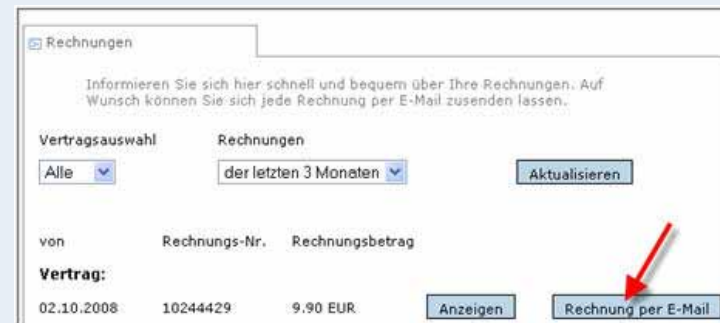 Rechnungen
Informieren Sie sich hier schnell und bequem über Ihre Rechnungen. Auf
Wunsch können Sie sich jede Rechnung per E-Mail zusenden lassen.
Vertragsauswahl Rechnungen
Alle der letzten 3 Monaten Aktualisieren
von Rechnungs-Nr. Rechnungsbetrag
Vertrag:
02.10.2008 10244429 9.90 EUR Anzeigen Rechnung per E-Mail